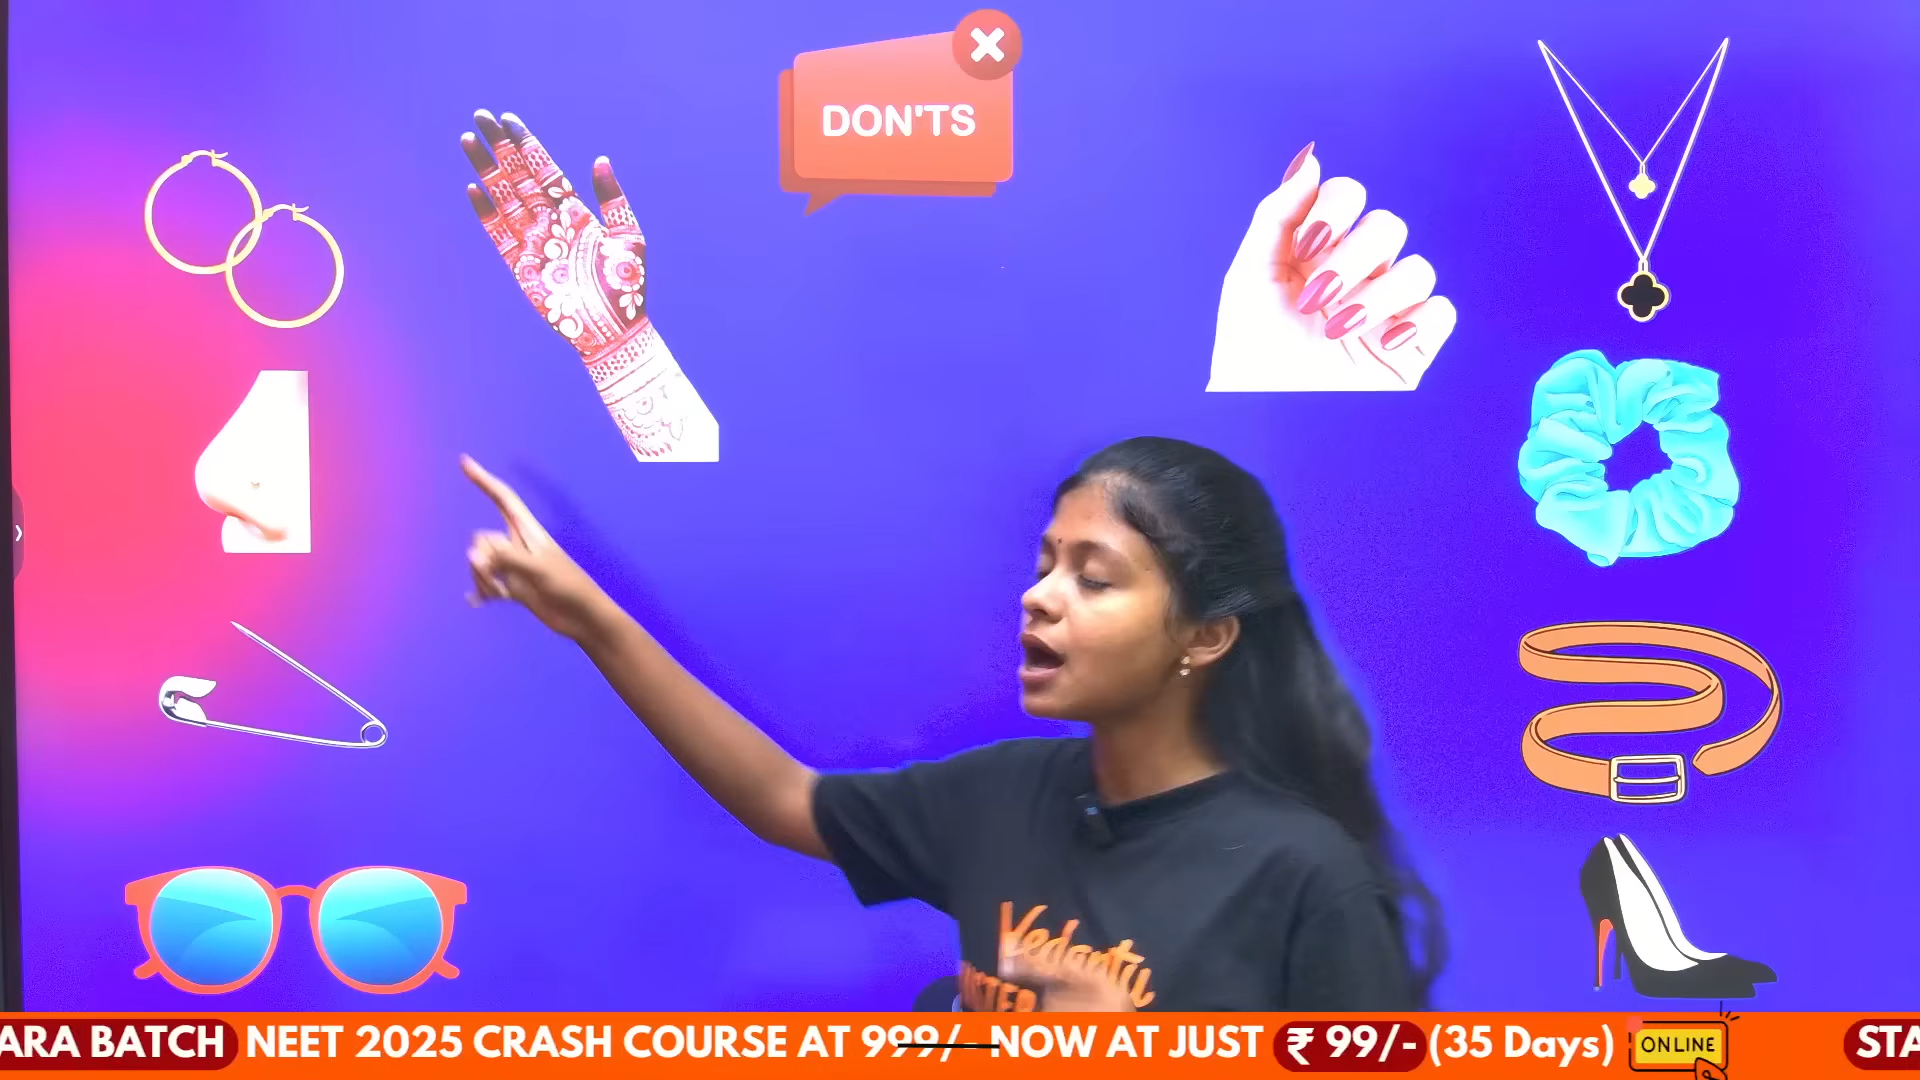 DON'TS
Vedantu
ARA BATCH NEET 2025 CRASH COURSE AT 999/- NOW AT JUST ₹ 99/- (35 Days) ONLINE STA